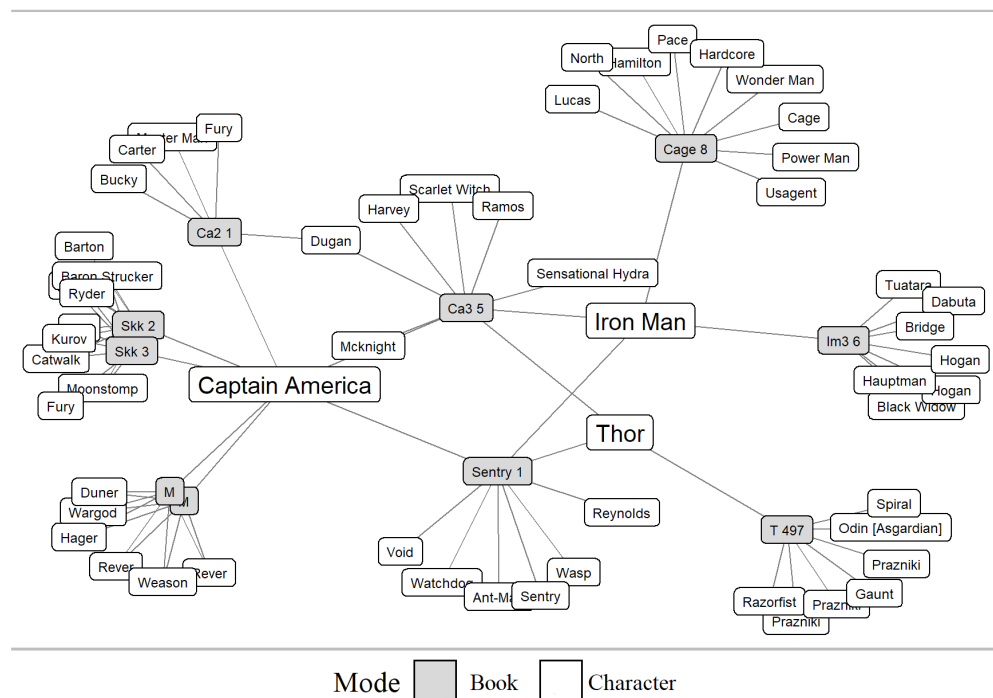 Pace
North
Hamilton
Hardcore
Wonder Man
Lucas
Cage
Cage 8
Power Man
Usagent
Fury
Carter
Bucky
Ca2 1
Dugan
Scarlet Witch
Harvey
Ramos
Sensational Hydra
Ca3 5
Mcknight
Iron Man
Barton
Baron Strucker
Ryder
Skk 2
Kurov
Skk 3
Catwalk
Moonstomp
Fury
Captain America
Tuatara
Dabuta
Bridge
Im3 6
Hogan
Hauptman
Hogan
Black Widow
Thor
Sentry 1
Reynolds
Void
Wasp
Watchdog
Sentry
Duner
M
M
Wargod
Hager
Rever
Rever
Weason
Spiral
T 497
Odin [Asgardian]
Prazniki
Gaunt
Razorfist
Prazniki
Prazniki
Mode Book Character